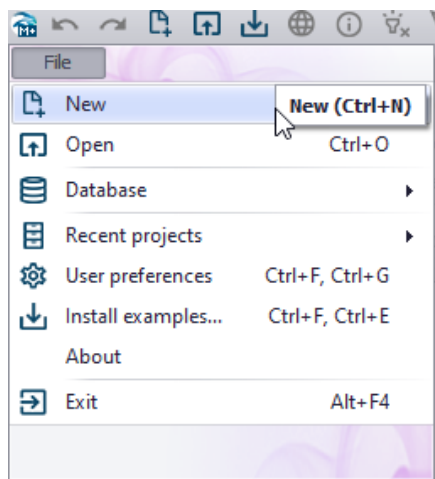 M+
File
New New (Ctrl+N)
Open Ctrl+O
Database
Recent projects
User preferences Ctrl+F, Ctrl+G
Install examples... Ctrl+F, Ctrl+E
About
Exit Alt+F4